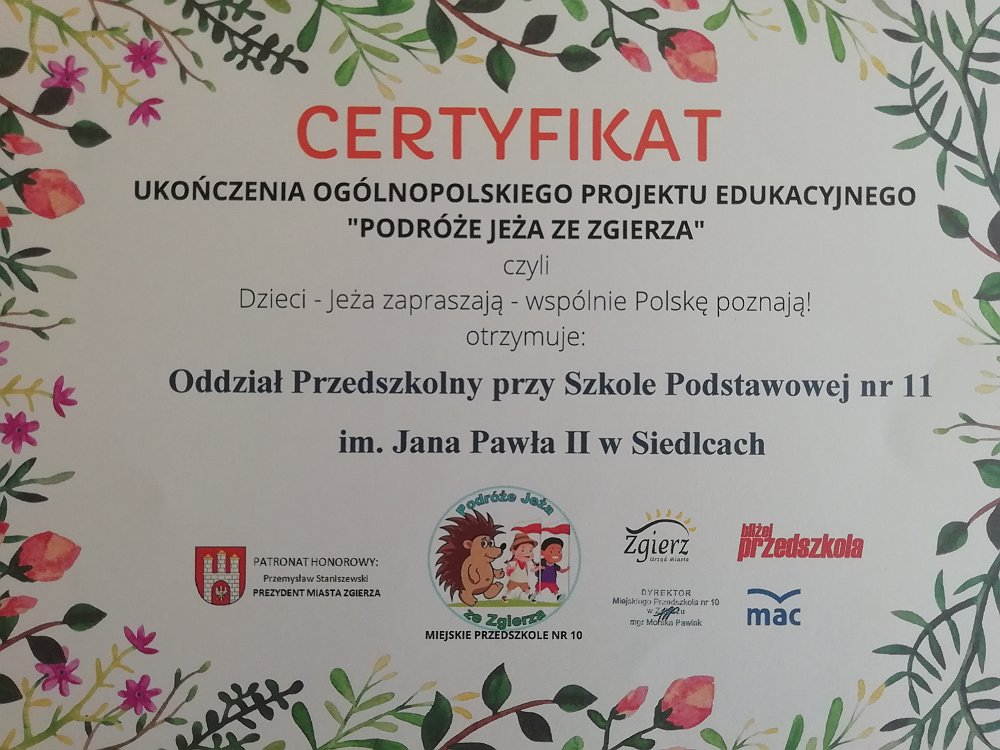 CERTYFIKAT
UKOŃCZENIA OGÓLNOPOLSKIEGO PROJEKTU EDUKACYJNEGO
"PODRÓŻE JEŻA ZE ZGIERZA"
czyli
Dzieci - Jeża zapraszają - wspólnie Polskę poznają!
otrzymuje:
Oddział Przedszkolny przy Szkole Podstawowej nr 11
im. Jana Pawła II w Siedlcach
PATRONAT HONOROWY:
Przemysław Staniszewski
PREZYDENT MIASTA ZGIERZA
Podróże Jeża
ze Zgierza
MIEJSKIE PRZEDSZKOLE NR 10
Zgierz
Urząd Miasta
DYREKTOR
Miejskiego Przedszkola nr 10
mgr Monika Pawlak
bliżej
przedszkola
mac